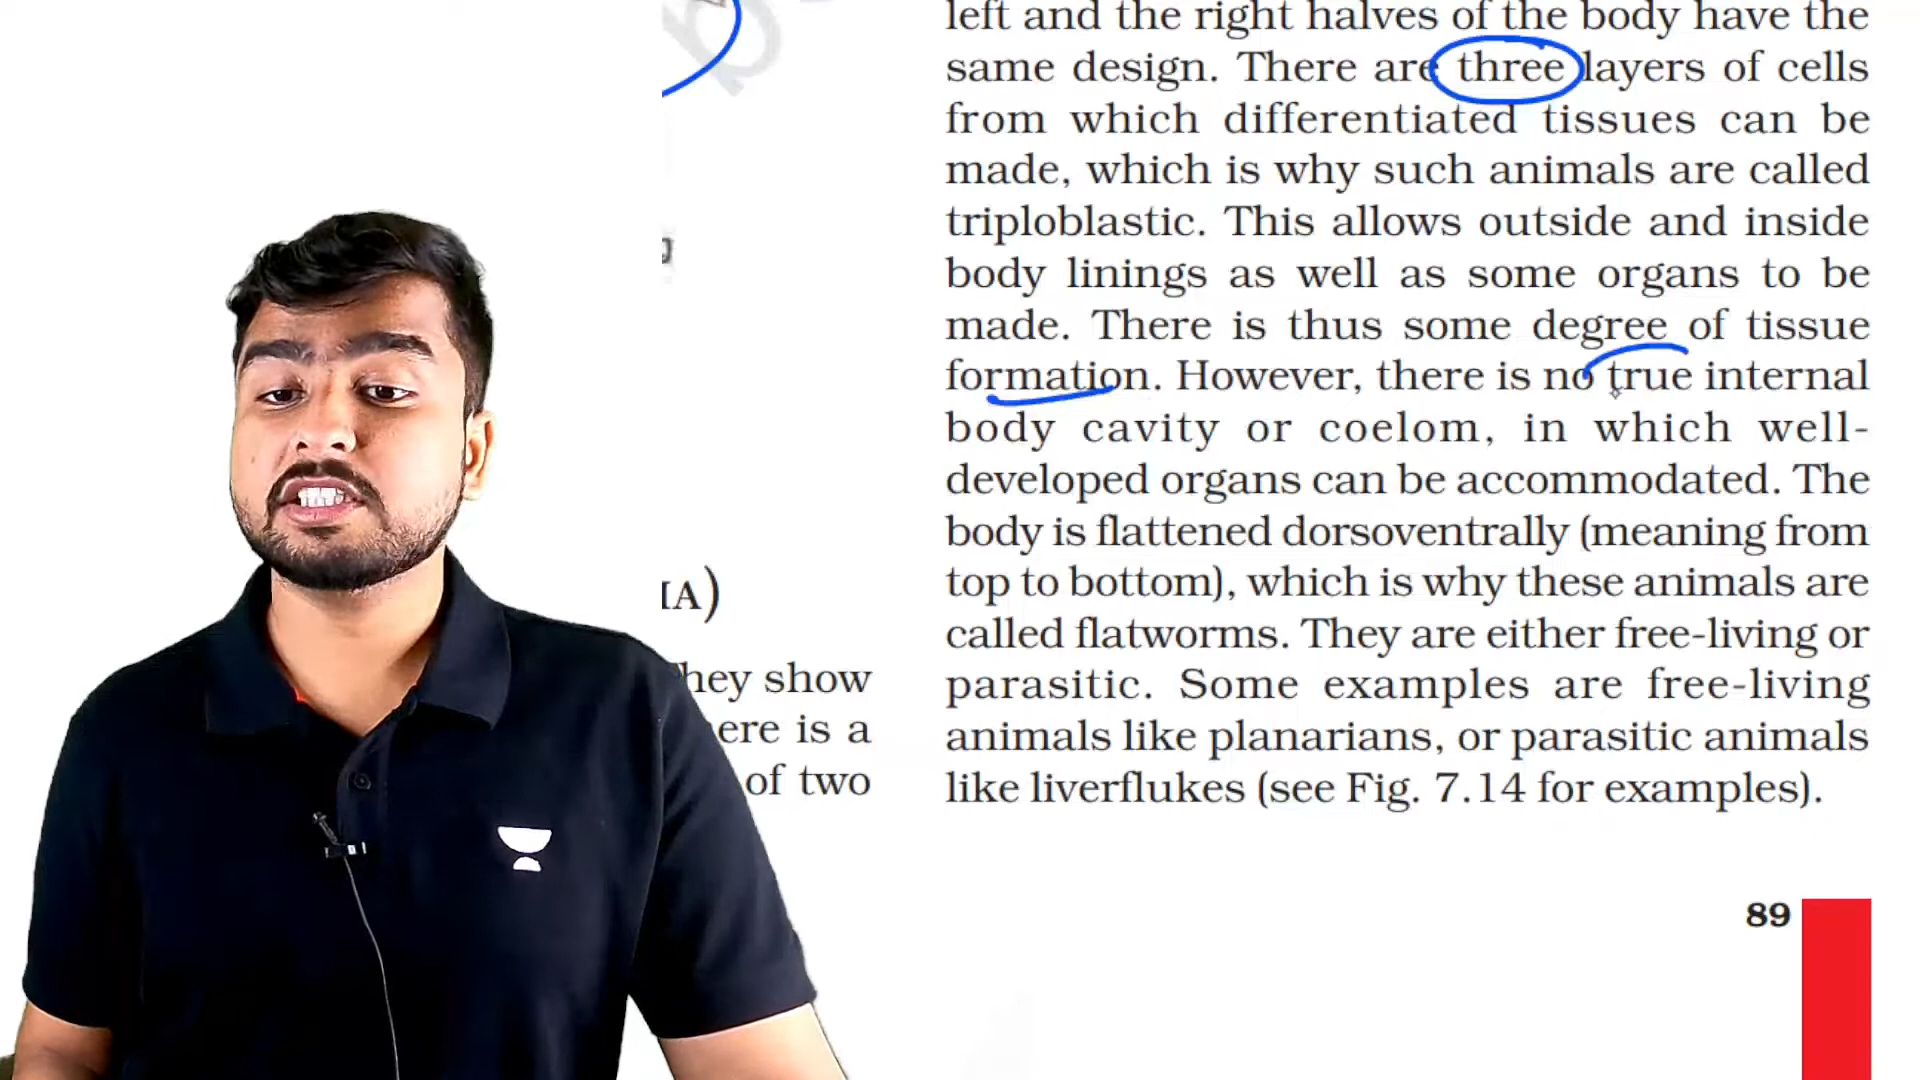 IA)
hey show
ere is a
of two
left and the right halves of the body have the
same design. There are three layers of cells
from which differentiated tissues can be
made, which is why such animals are called
triploblastic. This allows outside and inside
body linings as well as some organs to be
made. There is thus some degree of tissue
formation. However, there is no true internal
body cavity or coelom, in which well-
developed organs can be accommodated. The
body is flattened dorsoventrally (meaning from
top to bottom), which is why these animals are
called flatworms. They are either free-living or
parasitic. Some examples are free-living
animals like planarians, or parasitic animals
like liverflukes (see Fig. 7.14 for examples).
89